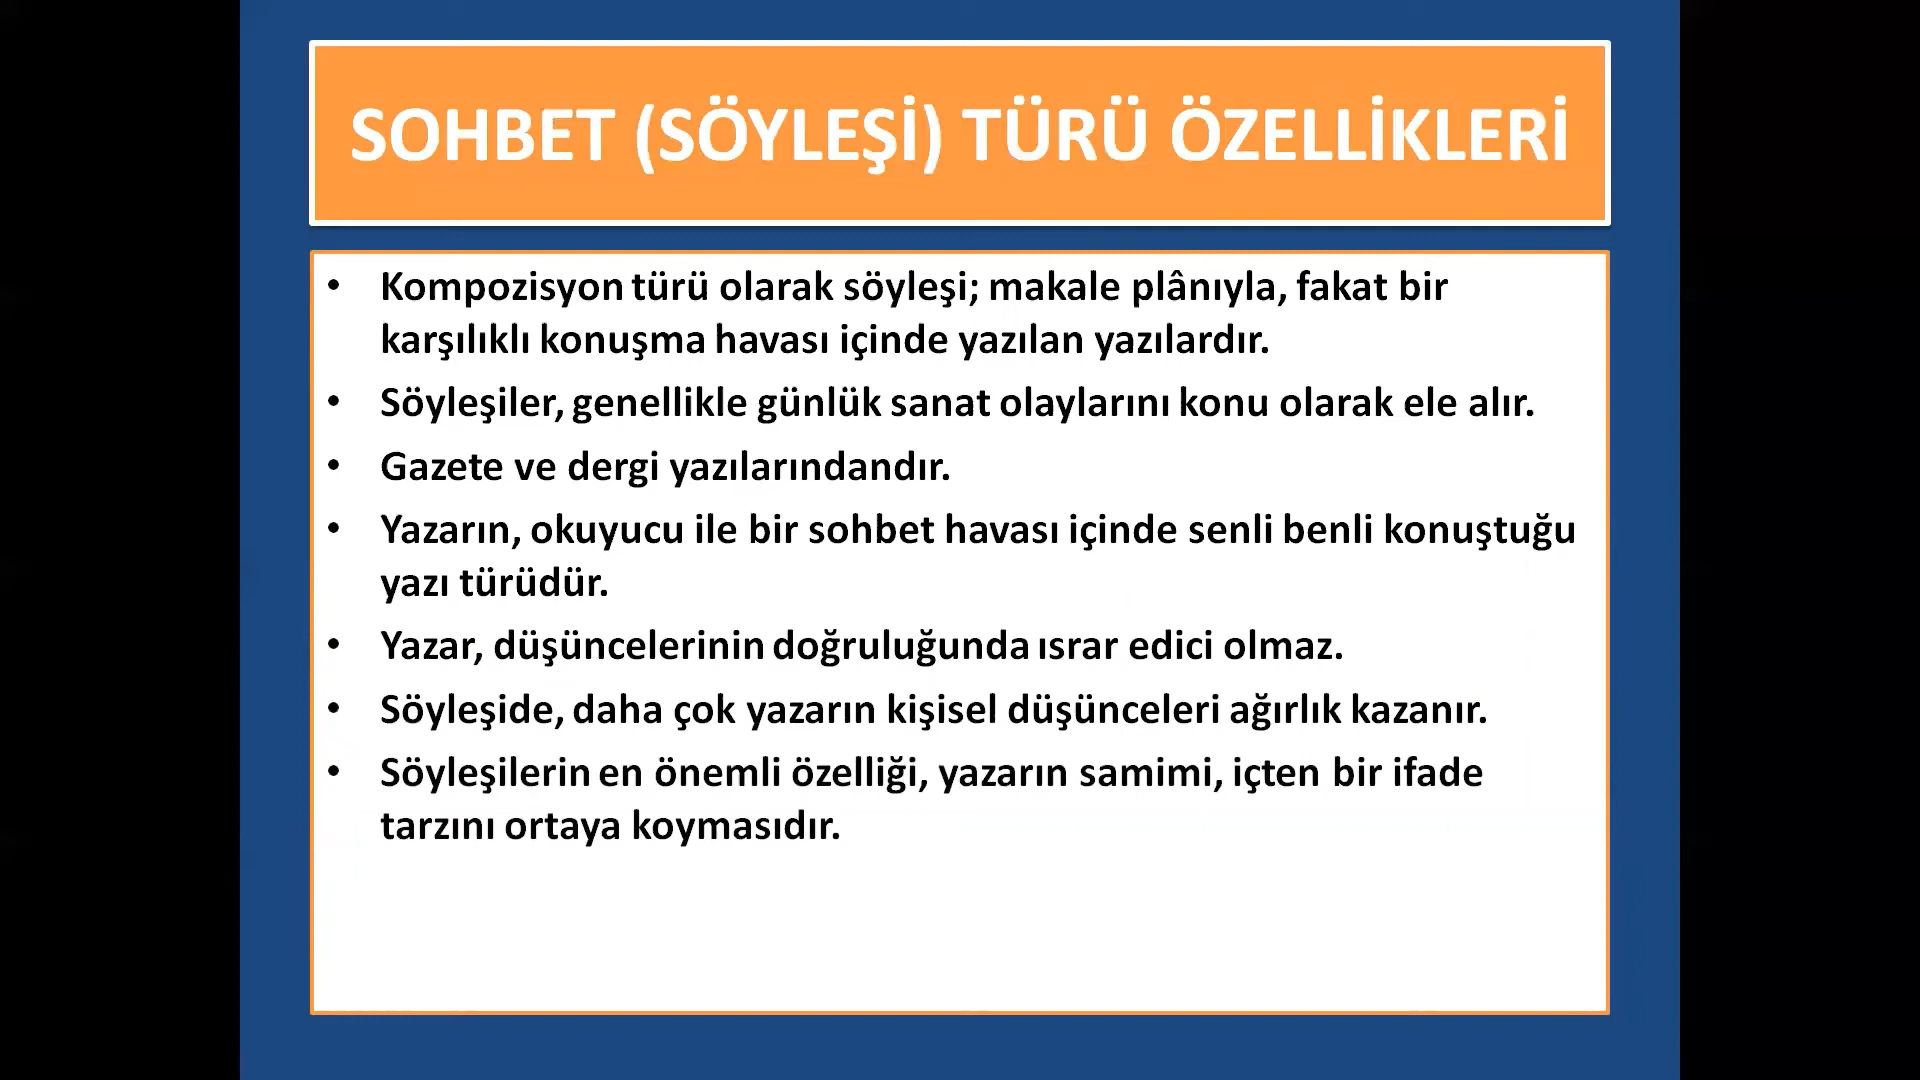 SOHBET (SÖYLEŞİ) TÜRÜ ÖZELLİKLERİ
• Kompozisyon türü olarak söyleşi; makale plânıyla, fakat bir
karşılıklı konuşma havası içinde yazılan yazılardır.
• Söyleşiler, genellikle günlük sanat olaylarını konu olarak ele alır.
• Gazete ve dergi yazılarındandır.
• Yazarın, okuyucu ile bir sohbet havası içinde senli benli konuştuğu
yazı türüdür.
• Yazar, düşüncelerinin doğruluğunda ısrar edici olmaz.
• Söyleşide, daha çok yazarın kişisel düşünceleri ağırlık kazanır.
• Söyleşilerin en önemli özelliği, yazarın samimi, içten bir ifade
tarzını ortaya koymasıdır.